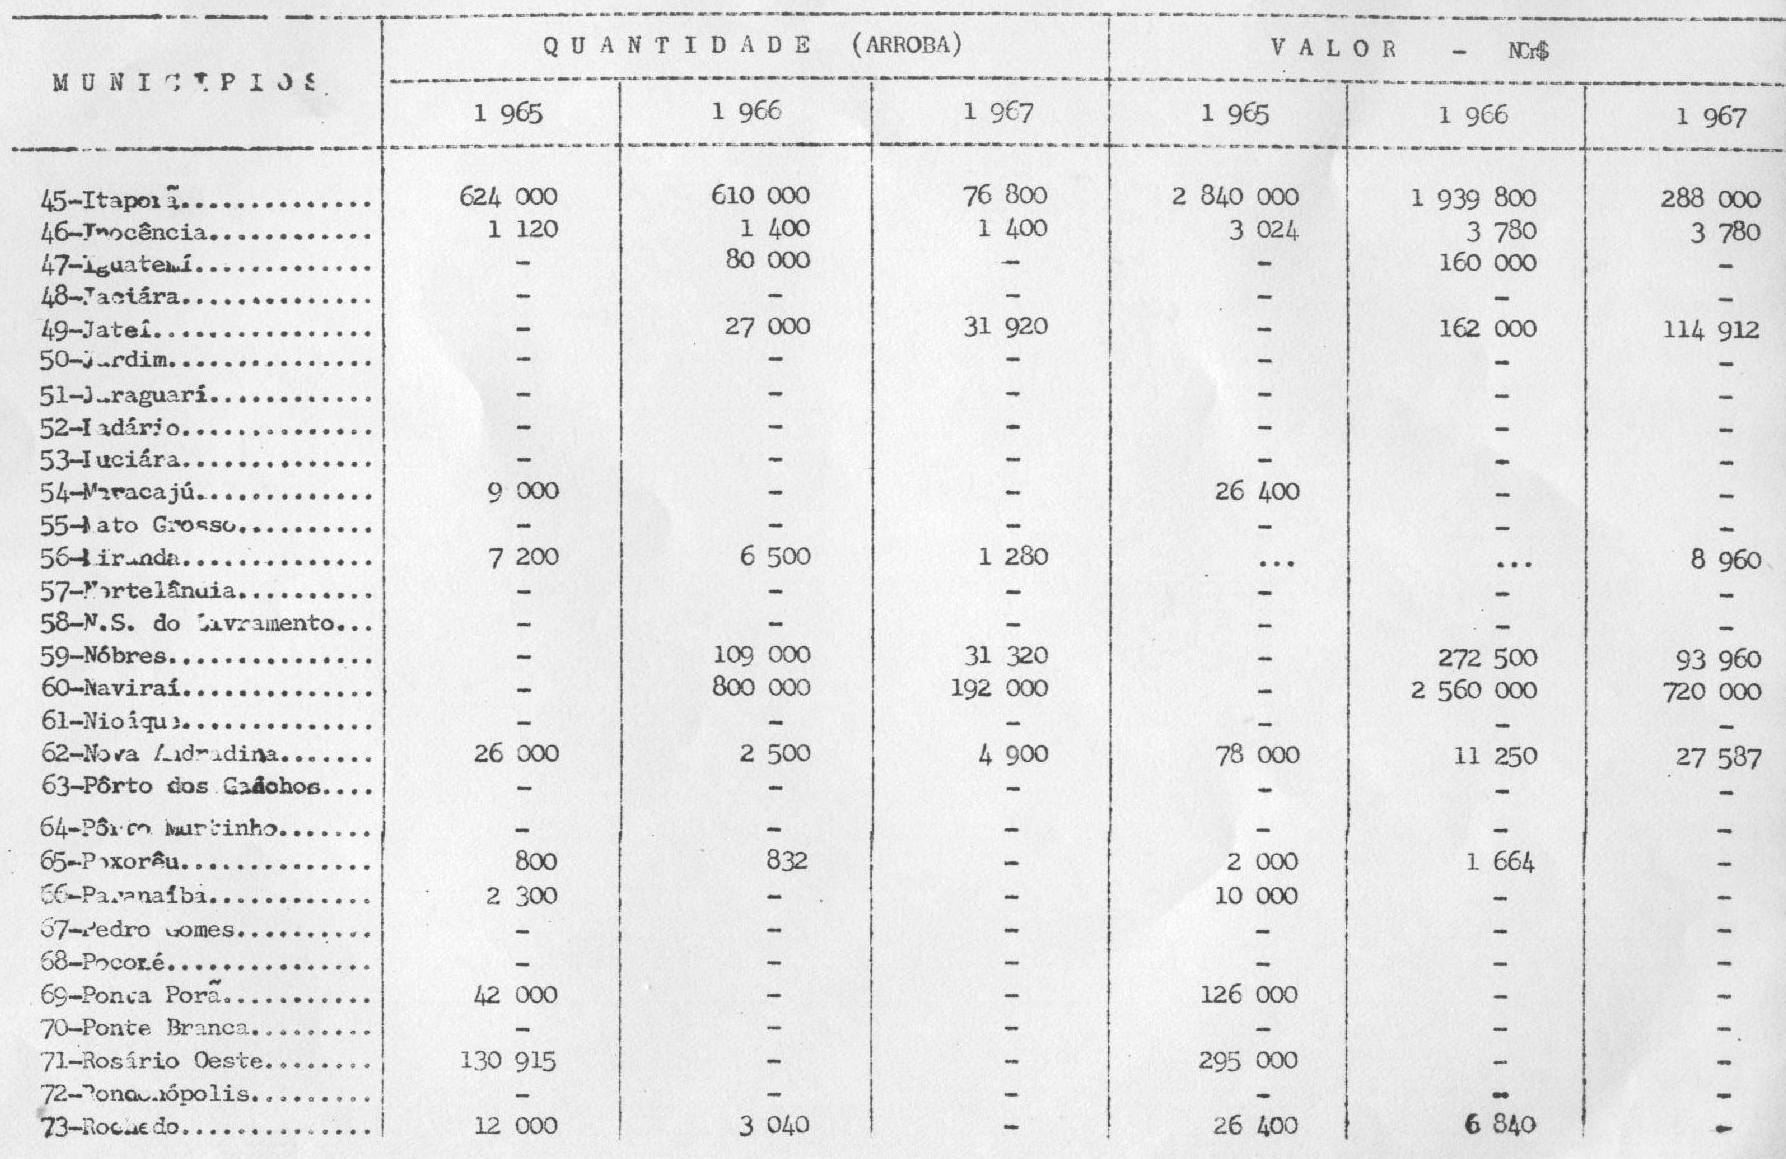 QUANTIDADE (ARROBA) VALOR - NCr$
MUNICÍPIOS
1 965 1 966 1 967 1 965 1 966 1 967
45-Itaporã.............. 624 000 610 000 76 800 2 840 000 1 939 800 288 000
46-Inocência............ 1 120 1 400 1 400 3 024 3 780 3 780
47-Iguatemí............. - 80 000 - - 160 000 -
48-Jaciára.............. - - - - - -
49-Jateí................ - 27 000 31 920 - 162 000 114 912
50-Jardim............... - - - - - -
51-Jaraguarí............ - - - - - -
52-Ladário.............. - - - - - -
53-Luciára.............. - - - - - -
54-Maracajú............. 9 000 - - 26 400 - -
55-Mato Grosso.......... - - - - - -
56-Miranda.............. 7 200 6 500 1 280 ... ... 8 960
57-Nortelândia.......... - - - - - -
58-N.S. do Livramento... - - - - - -
59-Nóbres............... - 109 000 31 320 - 272 500 93 960
60-Naviraí.............. - 800 000 192 000 - 2 560 000 720 000
61-Nioíque.............. - - - - - -
62-Nova Andradina....... 26 000 2 500 4 900 78 000 11 250 27 587
63-Pôrto dos Gaúchos.... - - - - - -
64-Pôrto Murtinho....... - - - - - -
65-Poxorêu.............. 800 832 - 2 000 1 664 -
66-Paranaíba............ 2 300 - - 10 000 - -
67-Pedro Gomes.......... - - - - - -
68-Poconé............... - - - - - -
69-Ponta Porã........... 42 000 - - 126 000 - -
70-Ponte Branca......... - - - - - -
71-Rosário Oeste........ 130 915 - - 295 000 - -
72-Rondonópolis......... - - - - - -
73-Rochedo.............. 12 000 3 040 - 26 400 6 840 -